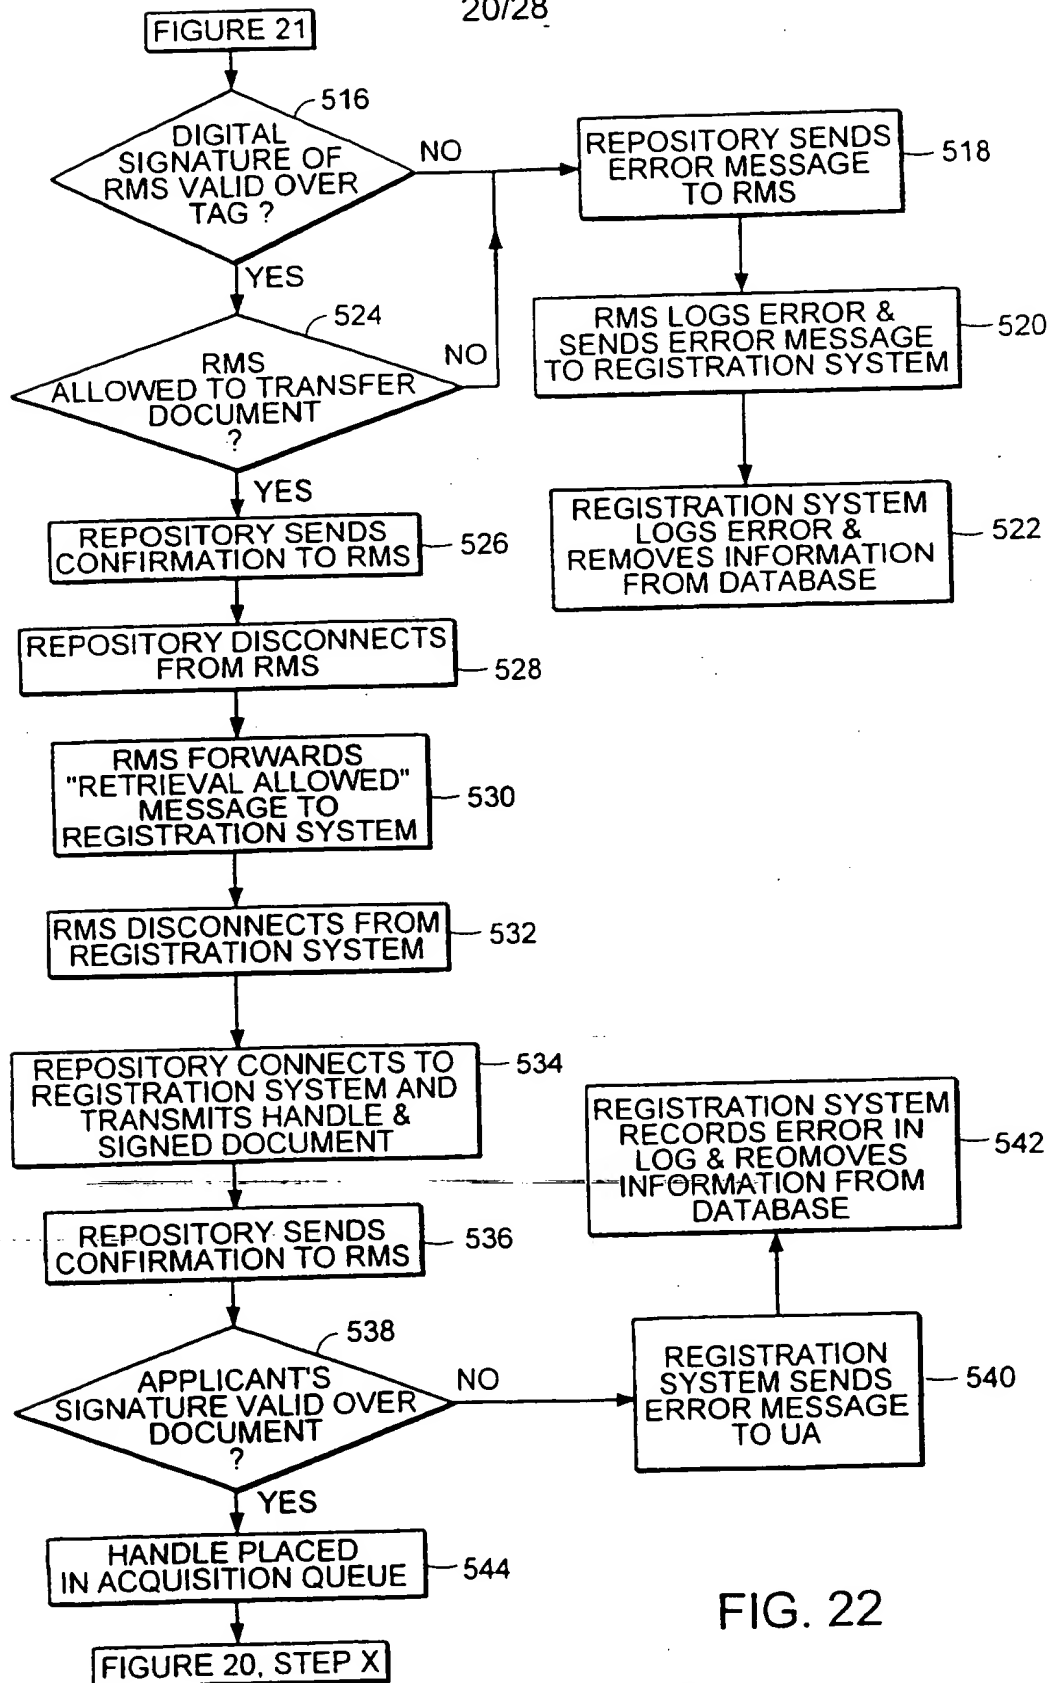 20/28
FIGURE 21
516
DIGITAL
SIGNATURE OF
RMS VALID OVER
TAG ?
NO
YES
REPOSITORY SENDS
ERROR MESSAGE
TO RMS
518
524
RMS
ALLOWED TO TRANSFER
DOCUMENT
?
NO
YES
RMS LOGS ERROR &
SENDS ERROR MESSAGE
TO REGISTRATION SYSTEM
520
REGISTRATION SYSTEM
LOGS ERROR &
REMOVES INFORMATION
FROM DATABASE
522
REPOSITORY SENDS
CONFIRMATION TO RMS
526
REPOSITORY DISCONNECTS
FROM RMS
528
RMS FORWARDS
"RETRIEVAL ALLOWED"
MESSAGE TO
REGISTRATION SYSTEM
530
RMS DISCONNECTS FROM
REGISTRATION SYSTEM
532
REPOSITORY CONNECTS TO
REGISTRATION SYSTEM AND
TRANSMITS HANDLE &
SIGNED DOCUMENT
534
REPOSITORY SENDS
CONFIRMATION TO RMS
536
538
APPLICANT'S
SIGNATURE VALID OVER
DOCUMENT
?
NO
YES
REGISTRATION
SYSTEM SENDS
ERROR MESSAGE
TO UA
540
REGISTRATION SYSTEM
RECORDS ERROR IN
LOG & REOMOVES
INFORMATION FROM
DATABASE
542
HANDLE PLACED
IN ACQUISITION QUEUE
544
FIGURE 20, STEP X
FIG. 22